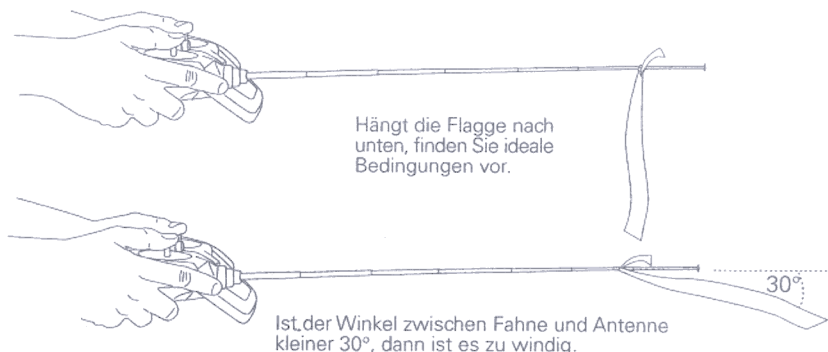 Hängt die Flagge nach
unten, finden Sie ideale
Bedingungen vor.
30°
Ist der Winkel zwischen Fahne und Antenne
kleiner 30°, dann ist es zu windig.